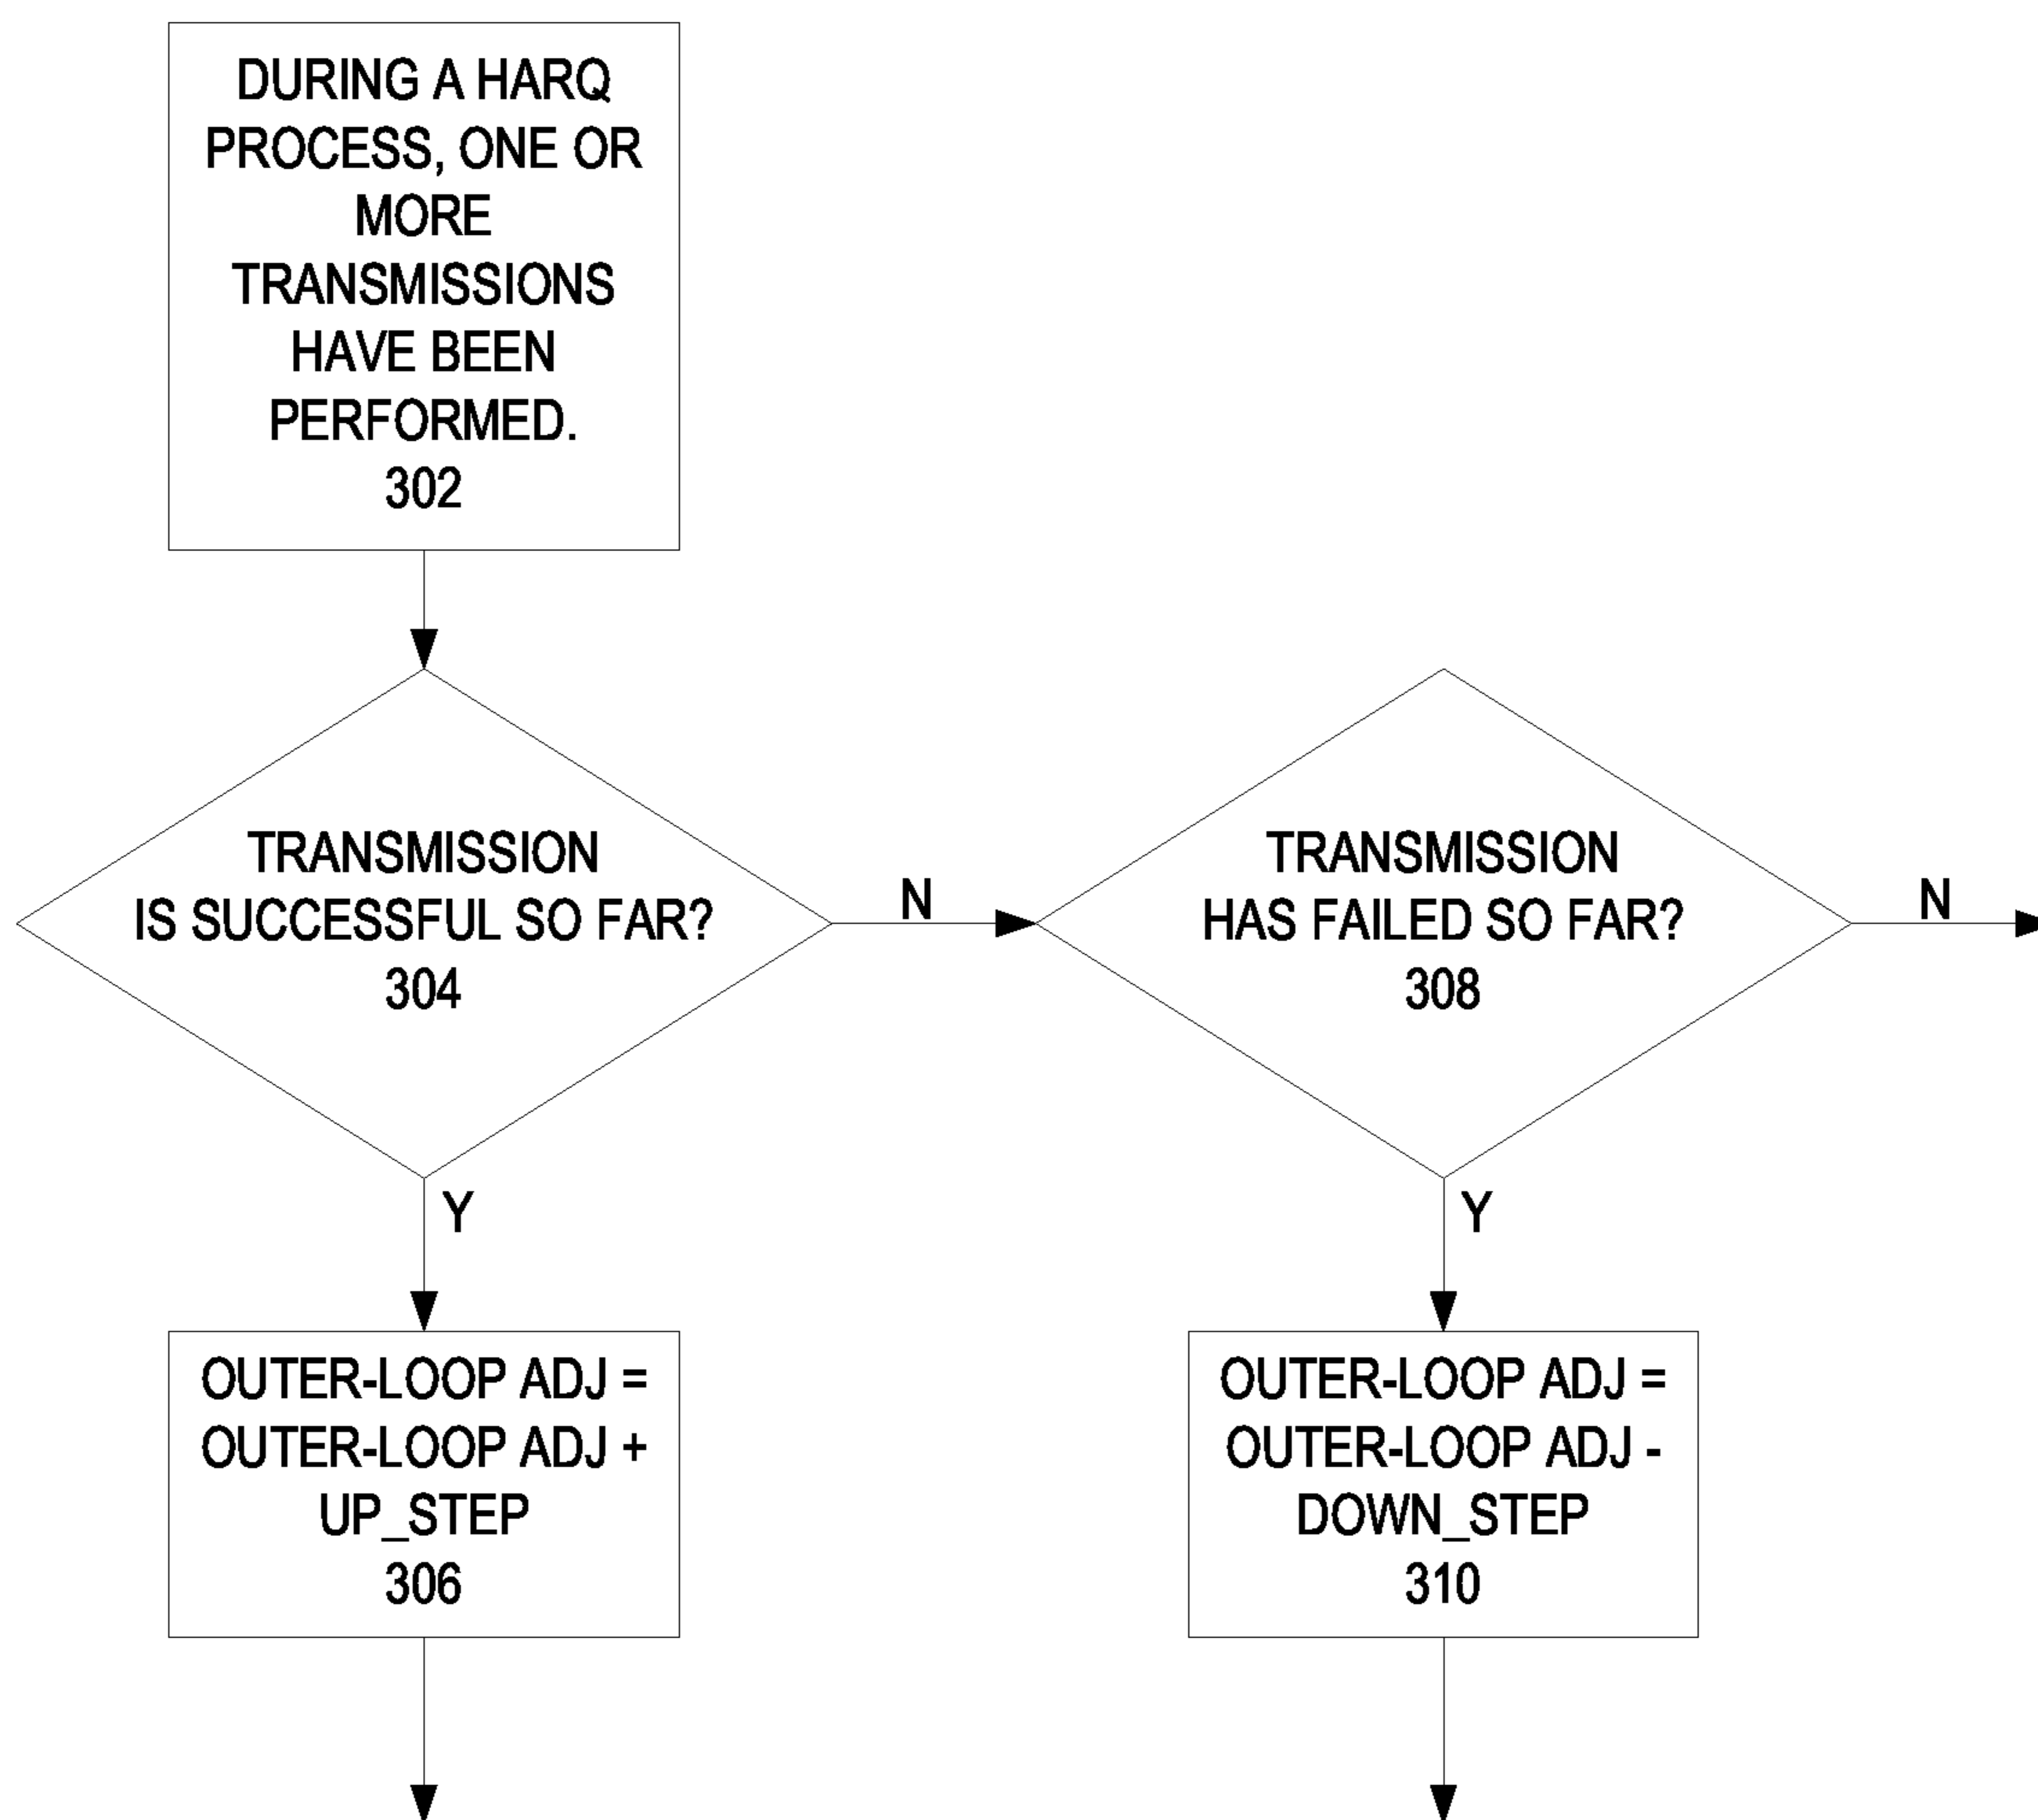 DURING A HARQ
PROCESS, ONE OR
MORE
TRANSMISSIONS
HAVE BEEN
PERFORMED.
302
TRANSMISSION
IS SUCCESSFUL SO FAR?
304
N
TRANSMISSION
HAS FAILED SO FAR?
308
N
Y
Y
OUTER-LOOP ADJ =
OUTER-LOOP ADJ +
UP_STEP
306
OUTER-LOOP ADJ =
OUTER-LOOP ADJ -
DOWN_STEP
310